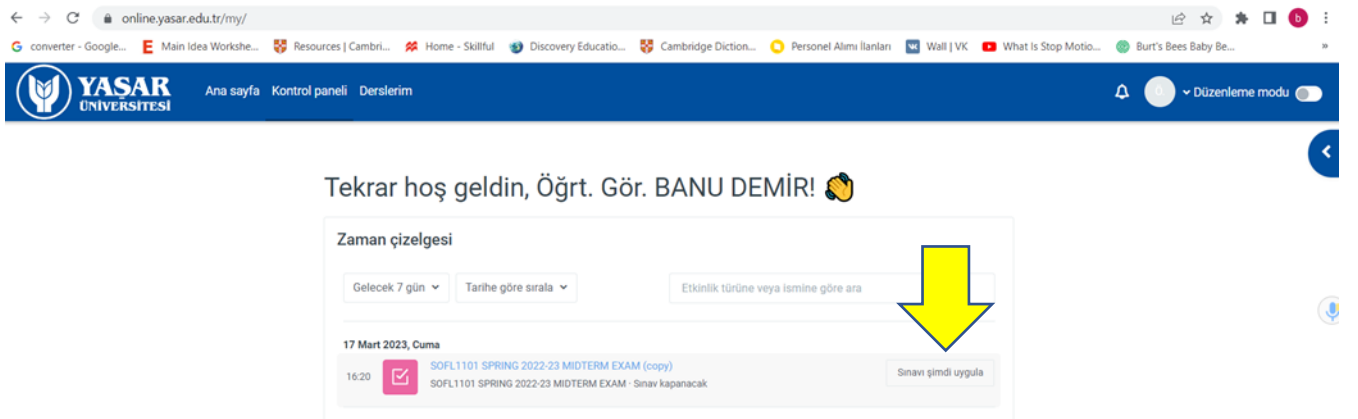 online.yasar.edu.tr/my/
b
converter - Google... Main Idea Workshe... Resources | Cambri... Home - Skillful Discovery Educatio... Cambridge Diction... Personel Alımı İlanları Wall | VK What Is Stop Motio... Burt's Bees Baby Be... »
YAŞAR
ÜNİVERSİTESİ
Ana sayfa Kontrol paneli Derslerim
Düzenleme modu
Tekrar hoş geldin, Öğrt. Gör. BANU DEMİR!
Zaman çizelgesi
Gelecek 7 gün Tarihe göre sırala Etkinlik türüne veya ismine göre ara
17 Mart 2023, Cuma
16:20 SOFL1101 SPRING 2022-23 MIDTERM EXAM (copy)
SOFL1101 SPRING 2022-23 MIDTERM EXAM · Sınav kapanacak
Sınavı şimdi uygula